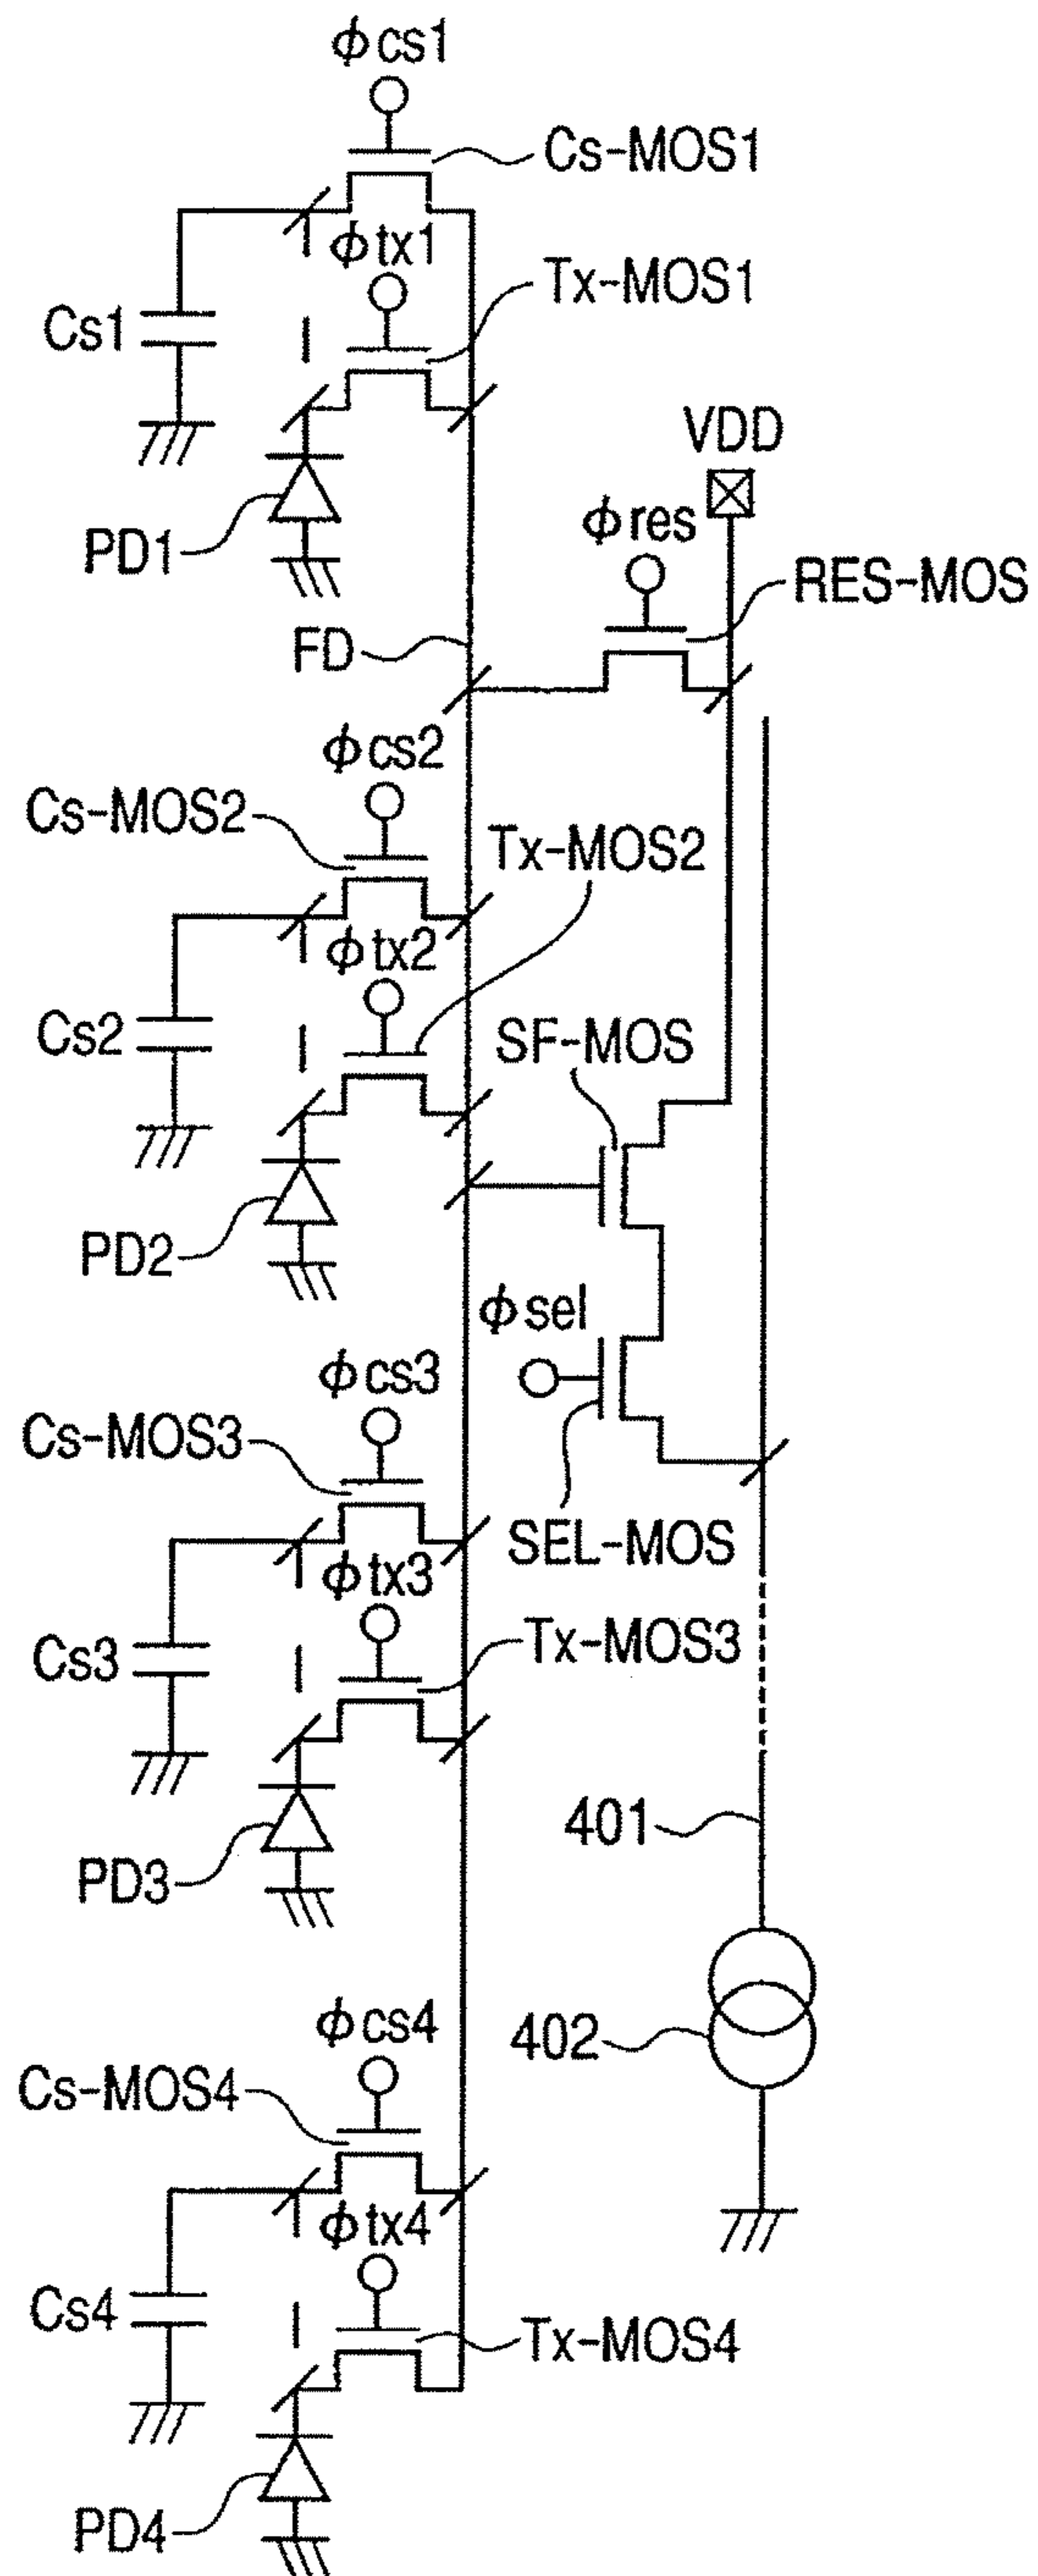 ϕcs1
Cs-MOS1
ϕtx1
Tx-MOS1
Cs1
VDD
PD1
ϕres
RES-MOS
FD
ϕcs2
Cs-MOS2
Tx-MOS2
ϕtx2
Cs2
SF-MOS
PD2
ϕsel
ϕcs3
Cs-MOS3
SEL-MOS
ϕtx3
Cs3
Tx-MOS3
401
PD3
ϕcs4
402
Cs-MOS4
ϕtx4
Cs4
Tx-MOS4
PD4